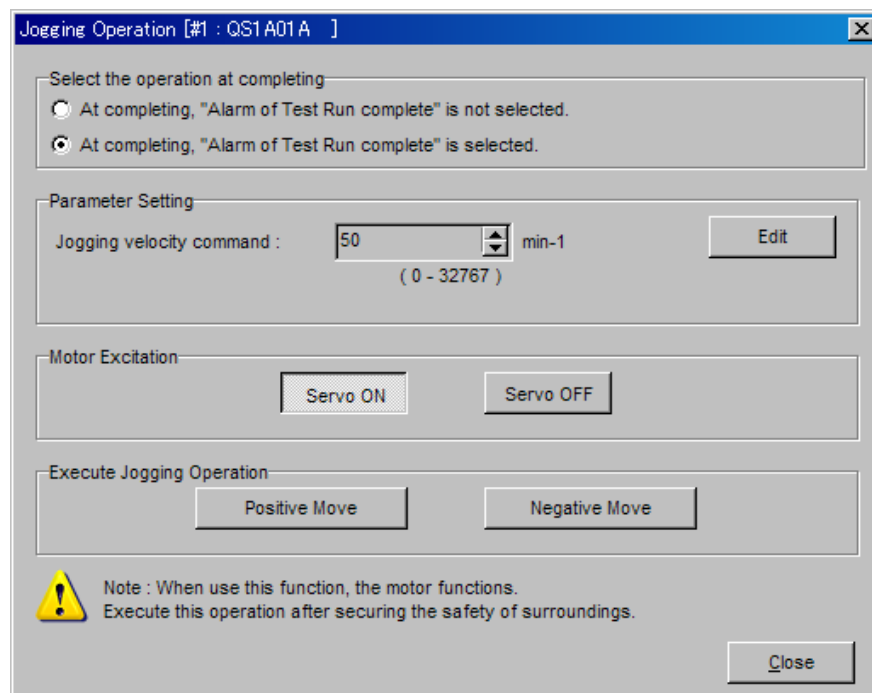 Jogging Operation [#1 : QS1A01A ]
Select the operation at completing
At completing, "Alarm of Test Run complete" is not selected.
At completing, "Alarm of Test Run complete" is selected.
Parameter Setting
Jogging velocity command : 50 min-1 Edit
( 0 - 32767 )
Motor Excitation
Servo ON Servo OFF
Execute Jogging Operation
Positive Move Negative Move
Note : When use this function, the motor functions.
Execute this operation after securing the safety of surroundings.
Close